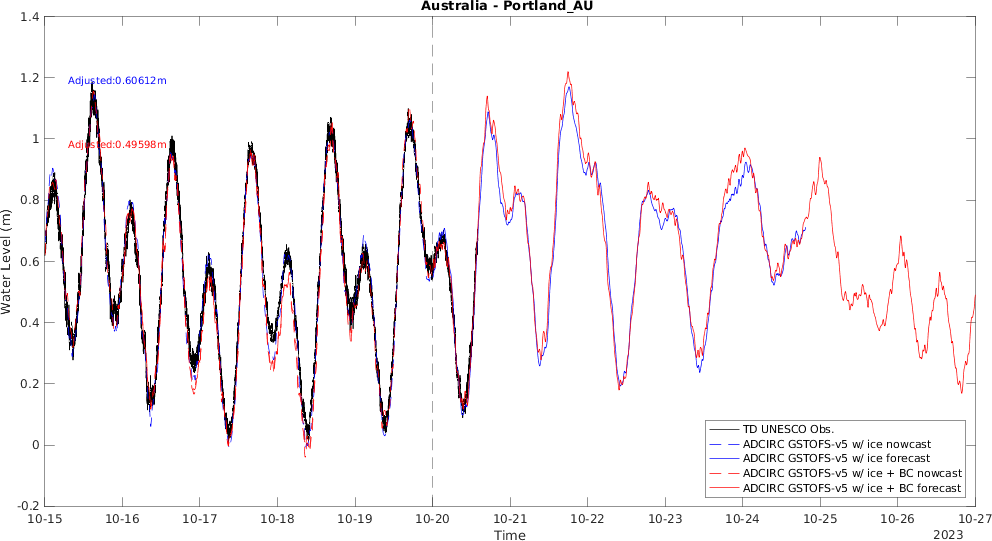 Australia - Portland_AU
1.4
1.2
1
0.8
0.6
0.4
0.2
0
-0.2
Water Level (m)
Adjusted:0.60612m
Adjusted:0.49598m
TD UNESCO Obs.
ADCIRC GSTOFS-v5 w/ ice nowcast
ADCIRC GSTOFS-v5 w/ ice forecast
ADCIRC GSTOFS-v5 w/ ice + BC nowcast
ADCIRC GSTOFS-v5 w/ ice + BC forecast
10-15 10-16 10-17 10-18 10-19 10-20 10-21 10-22 10-23 10-24 10-25 10-26 10-27
Time
2023